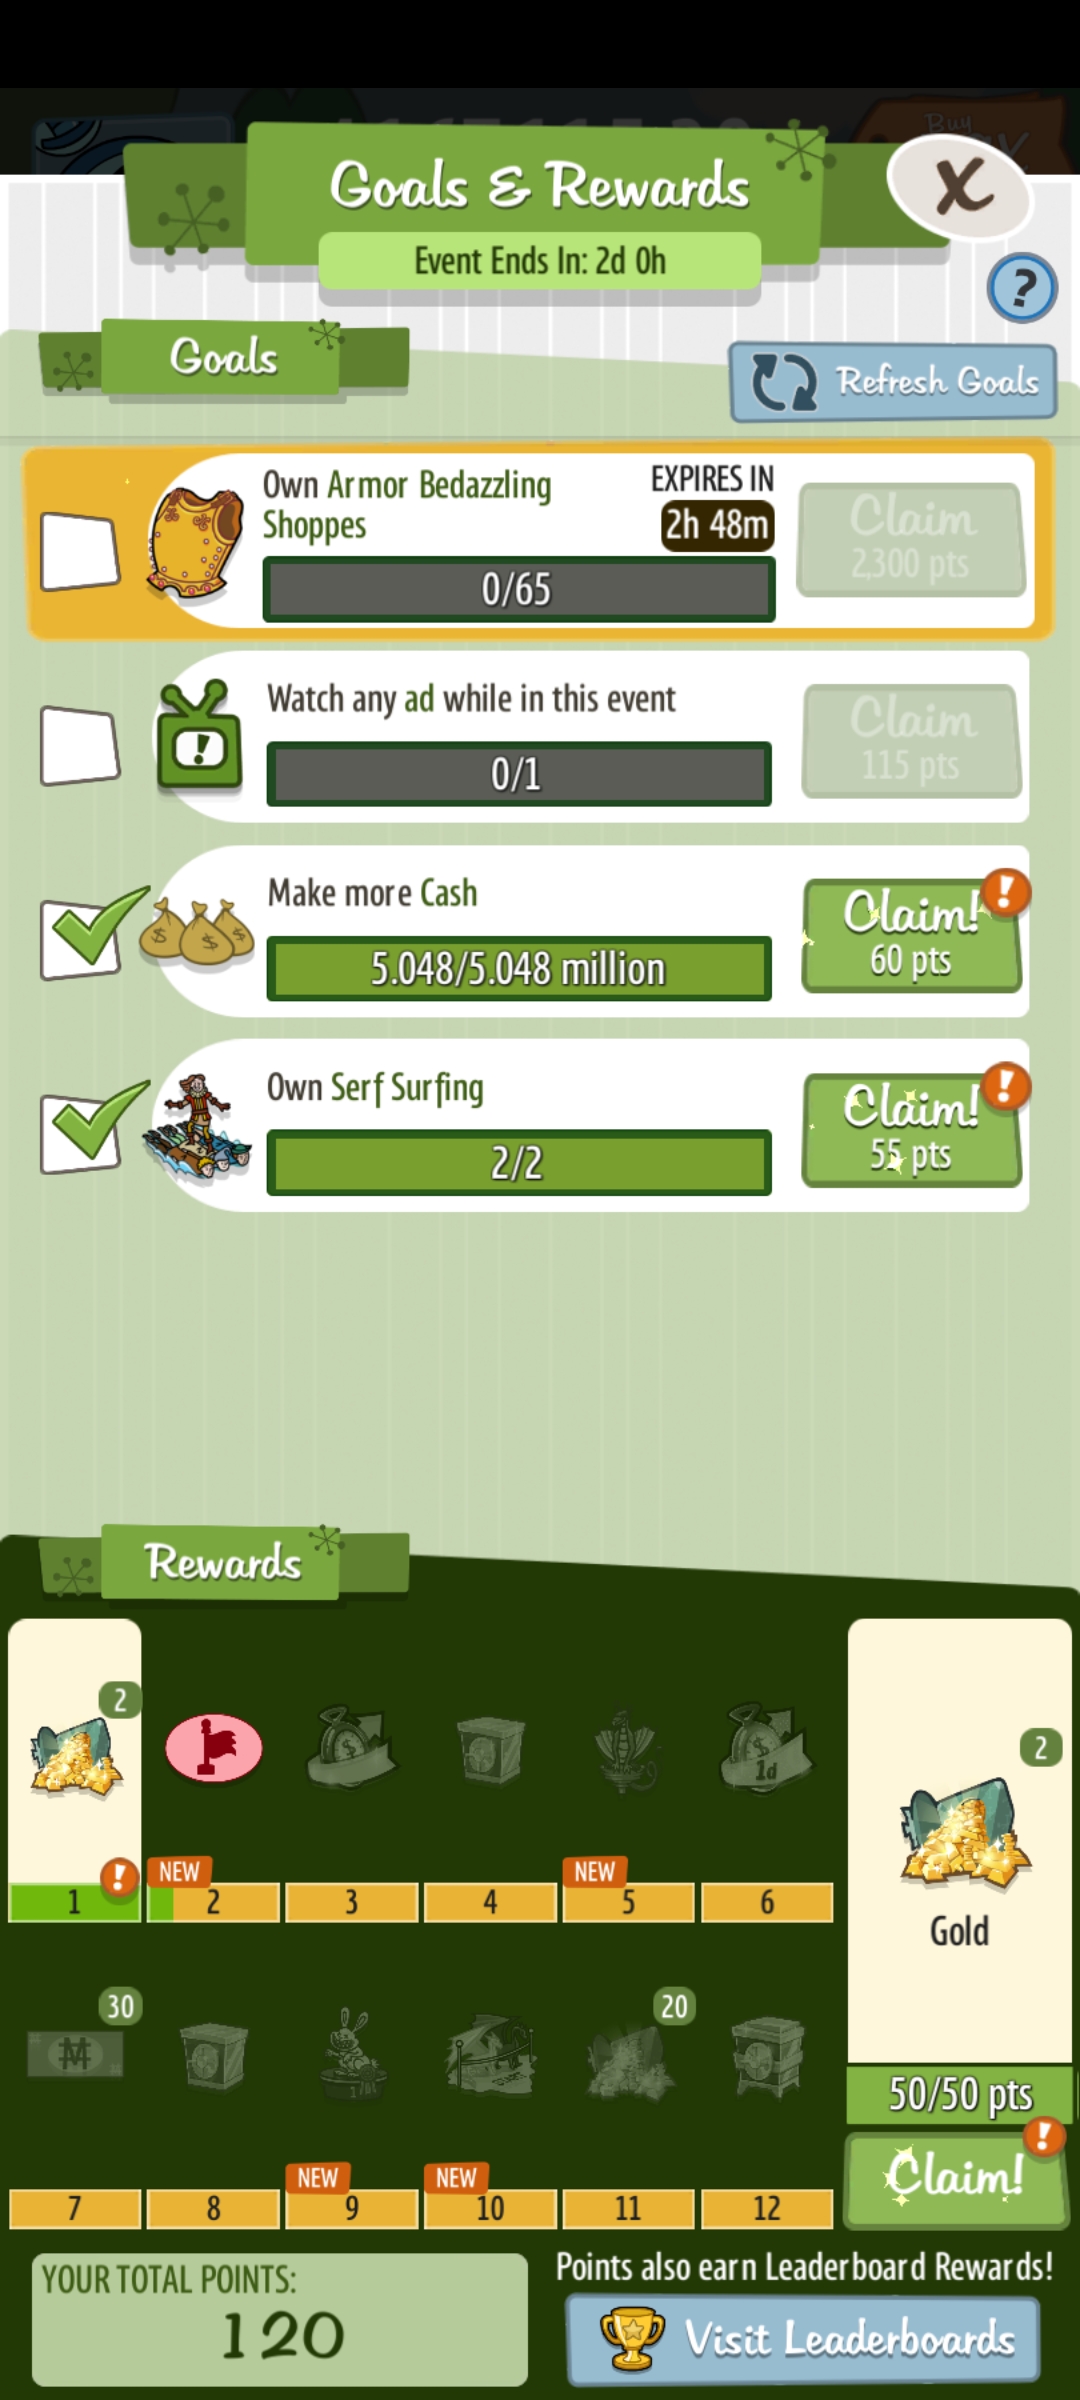 Buy
Goals & Rewards
X
Event Ends In: 2d 0h
?
Goals
Refresh Goals
Own Armor Bedazzling
Shoppes
EXPIRES IN
2h 48m
0/65
Claim
2,300 pts
Watch any ad while in this event
0/1
Claim
115 pts
!
Make more Cash
5.048/5.048 million
Claim!
60 pts
!
$ $ $
Own Serf Surfing
2/2
Claim!
55 pts
!
Rewards
2
$
$
1d
2
Gold
!
NEW
NEW
1
2
3
4
5
6
30
20
1
50/50 pts
Claim!
!
NEW
NEW
7
8
9
10
11
12
YOUR TOTAL POINTS:
120
Points also earn Leaderboard Rewards!
Visit Leaderboards